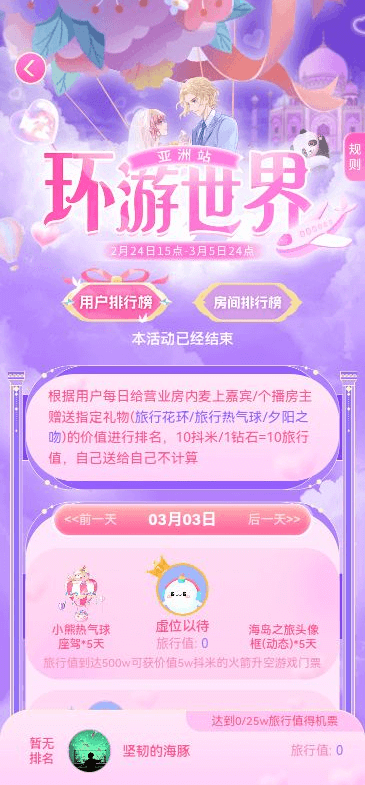 亚洲站
环游世界
规则
2月24日15点-3月5日24点
用户排行榜
房间排行榜
本活动已经结束
根据用户每日给营业房内麦上嘉宾/个播房主
赠送指定礼物(旅行花环/旅行热气球/夕阳之
吻)的价值进行排名，10抖米/1钻石=10旅行
值，自己送给自己不计算
<<前一天
03月03日
后一天>>
小熊热气球
座驾*5天
虚位以待
旅行值: 0
海岛之旅头像
框(动态)*5天
旅行值到达500w可获价值5w抖米的火箭升空游戏门票
达到0/25w旅行值得机票
暂无
排名
坚韧的海豚
旅行值: 0